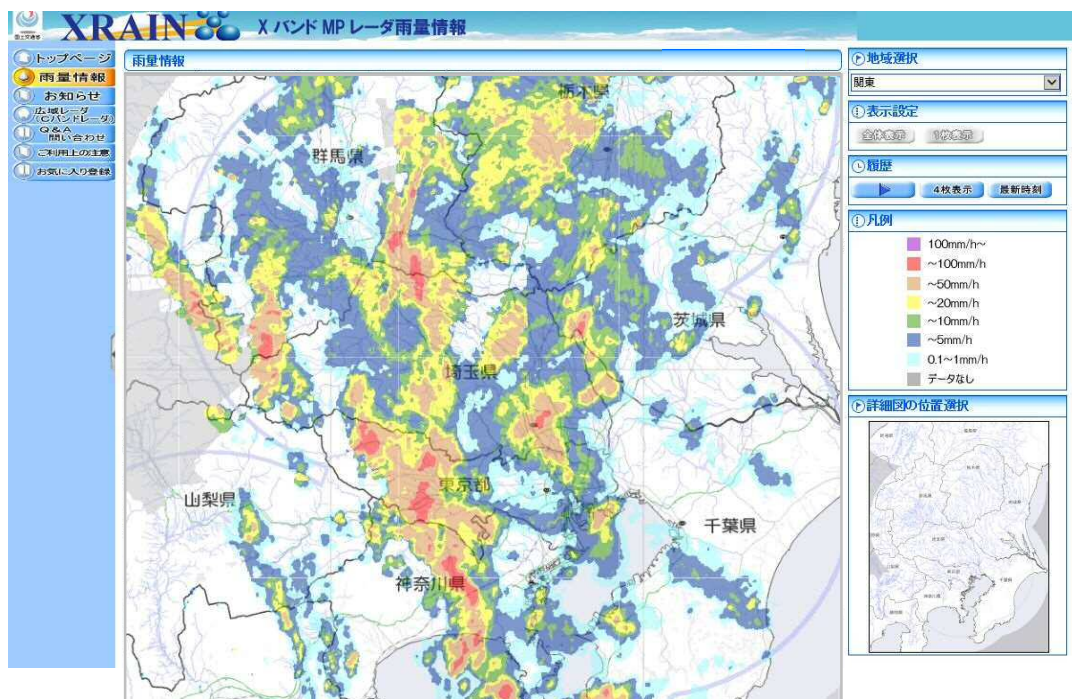 国土交通省
XRAIN XバンドMPレーダ雨量情報
トップページ
雨量情報
お知らせ
広域レーダ
(Cバンドレーダ)
Q&A
問い合わせ
ご利用上の注意
お気に入り登録
雨量情報
栃木県
群馬県
茨城県
埼玉県
東京都
山梨県
千葉県
神奈川県
地域選択
関東
表示設定
全体表示 1枚表示
履歴
4枚表示 最新時刻
凡例
100mm/h~
~100mm/h
~50mm/h
~20mm/h
~10mm/h
~5mm/h
0.1~1mm/h
データなし
詳細図の位置選択